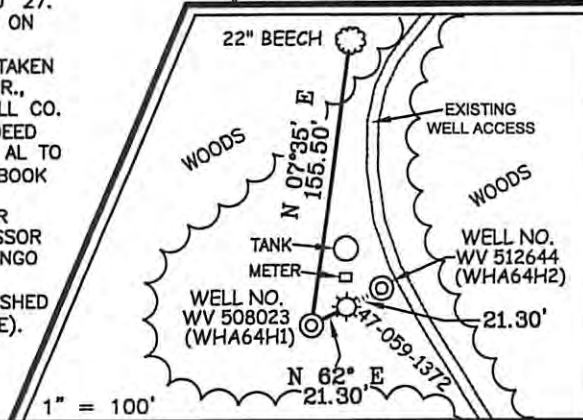 27.
ON
TAKEN
R.,
LL CO.
DEED
AL TO
BOOK
R
SSOR
NGO
SHED
E).
22" BEECH
N 07°35' E
155.50'
WOODS
EXISTING
WELL ACCESS
WOODS
TANK
METER
WELL NO.
WV 512644
(WHA64H2)
WELL NO.
WV 508023
(WHA64H1)
21.30'
47-059-1372
N 62° E
21.30'
1" = 100'